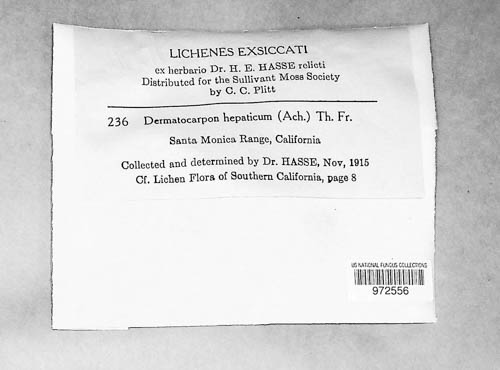 LICHENES EXSICCATI
ex herbario Dr. H. E. HASSE relicti
Distributed for the Sullivant Moss Society
by C. C. Plitt
236 Dermatocarpon hepaticum (Ach.) Th. Fr.
Santa Monica Range, California
Collected and determined by Dr. HASSE, Nov, 1915
Cf. Lichen Flora of Southern California, page 8
US NATIONAL FUNGUS COLLECTIONS
972556